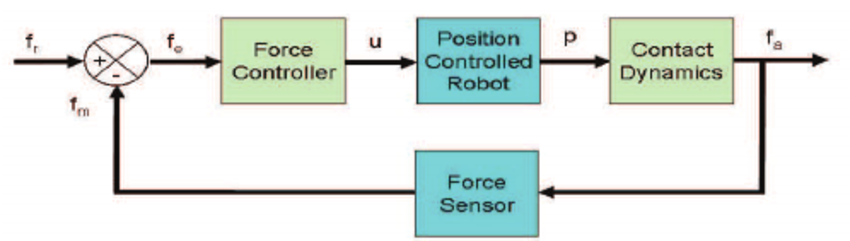 fr
+
-
fe
Force
Controller
u
Position
Controlled
Robot
p
Contact
Dynamics
fa
fm
Force
Sensor